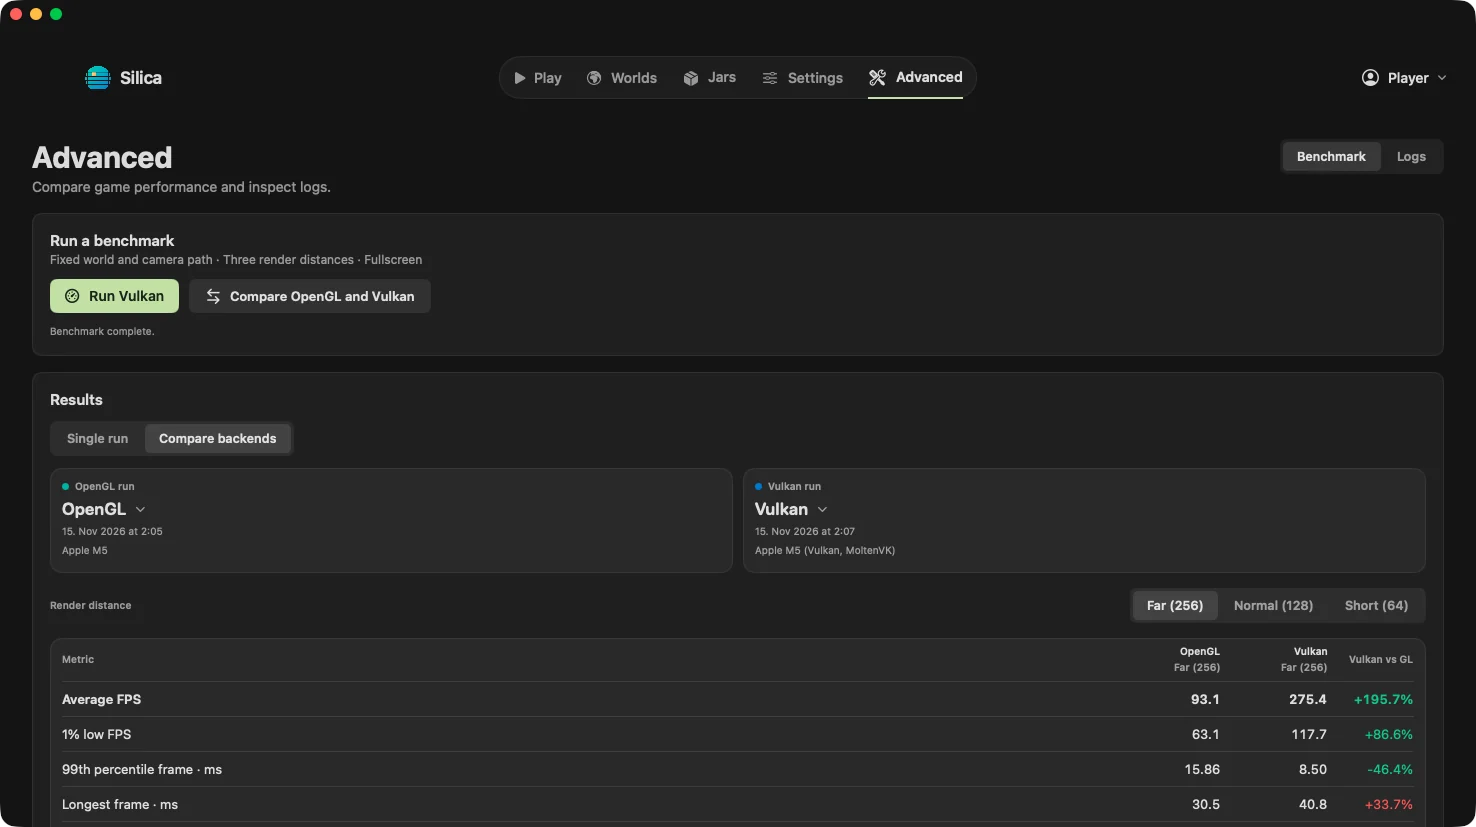 Silica
Play
Worlds
Jars
Settings
Advanced
Player
Advanced
Compare game performance and inspect logs.
Benchmark
Logs
Run a benchmark
Fixed world and camera path · Three render distances · Fullscreen
Run Vulkan
Compare OpenGL and Vulkan
Benchmark complete.
Results
Single run
Compare backends
OpenGL run
OpenGL
15. Nov 2026 at 2:05
Apple M5
Vulkan run
Vulkan
15. Nov 2026 at 2:07
Apple M5 (Vulkan, MoltenVK)
Render distance
Far (256)
Normal (128)
Short (64)
Metric
OpenGL
Far (256)
Vulkan
Far (256)
Vulkan vs GL
Average FPS 93.1 275.4 +195.7%
1% low FPS 63.1 117.7 +86.6%
99th percentile frame · ms 15.86 8.50 -46.4%
Longest frame · ms 30.5 40.8 +33.7%